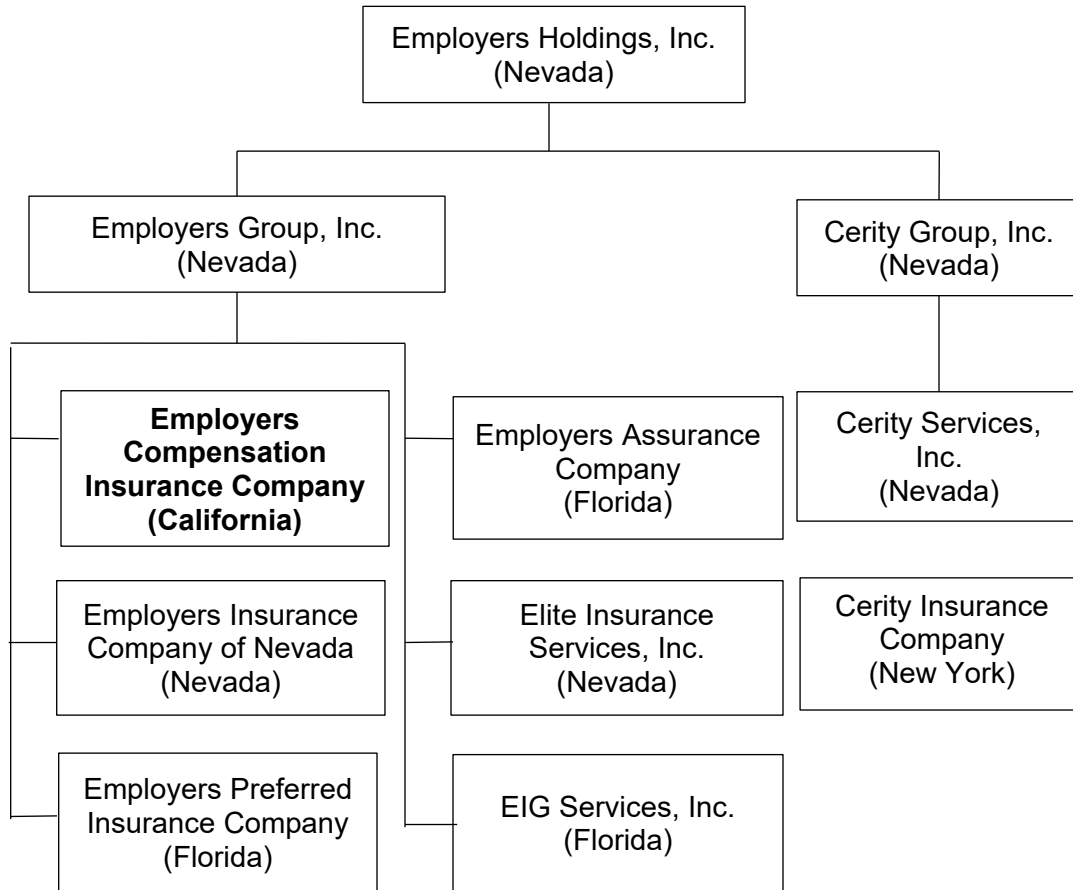 Employers Holdings, Inc.
(Nevada)
Employers Group, Inc.
(Nevada)
Cerity Group, Inc.
(Nevada)
Employers
Compensation
Insurance Company
(California)
Employers Assurance
Company
(Florida)
Cerity Services,
Inc.
(Nevada)
Employers Insurance
Company of Nevada
(Nevada)
Elite Insurance
Services, Inc.
(Nevada)
Cerity Insurance
Company
(New York)
Employers Preferred
Insurance Company
(Florida)
EIG Services, Inc.
(Florida)